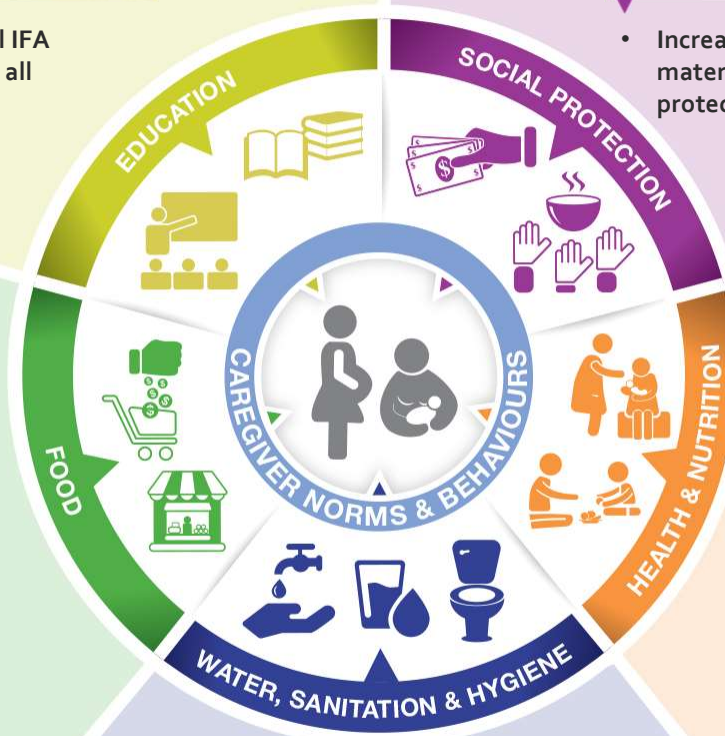 l IFA
all
• Increa
mater
protec
EDUCATION
SOCIAL PROTECTION
FOOD
CAREGIVER NORMS & BEHAVIOURS
HEALTH & NUTRITION
WATER, SANITATION & HYGIENE